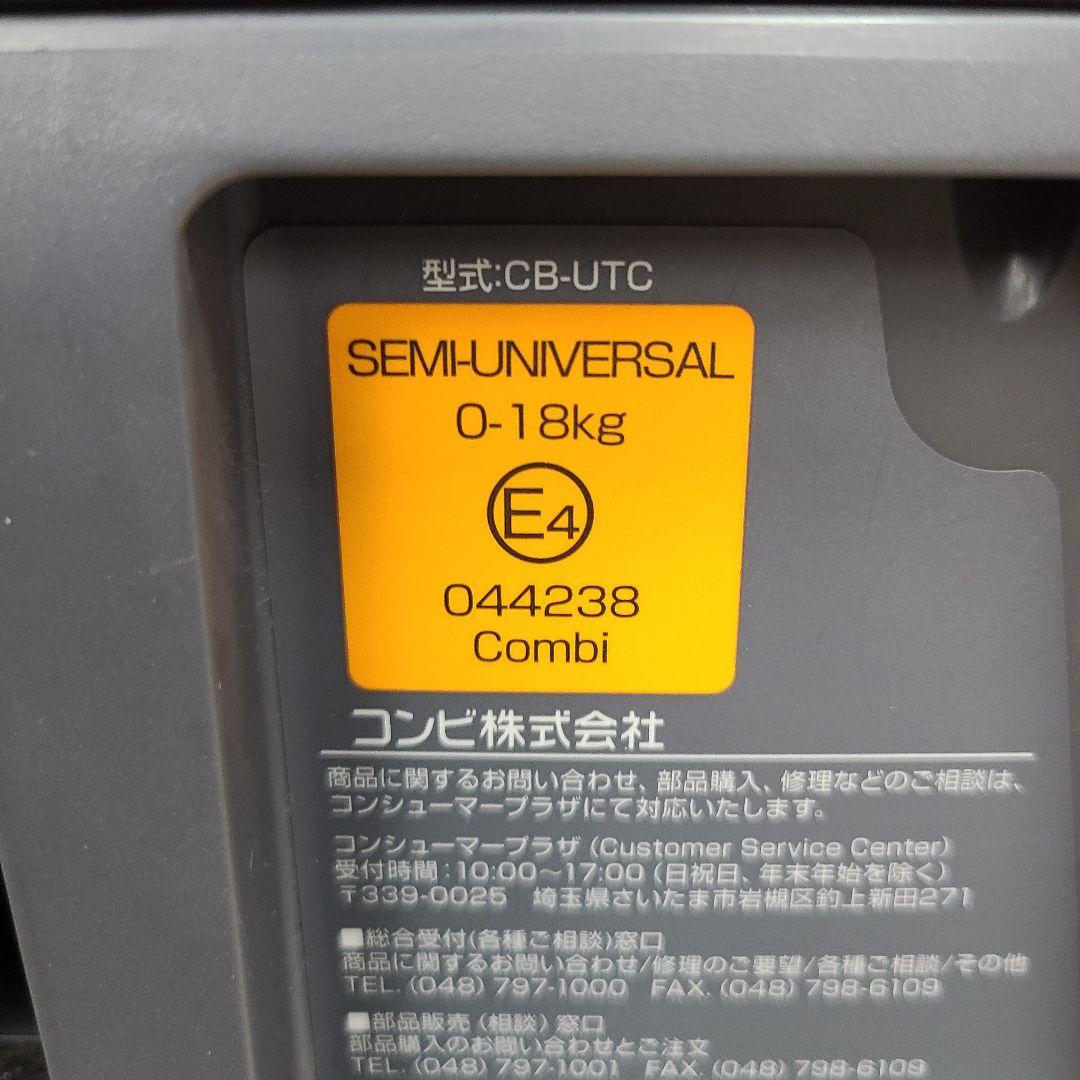 型式:CB-UTC
SEMI-UNIVERSAL
0-18kg
E4
044238
Combi
コンビ株式会社
商品に関するお問い合わせ、部品購入、修理などのご相談は、
コンシューマープラザにて対応いたします。
コンシューマープラザ (Customer Service Center)
受付時間:10:00～17:00 (日祝日、年末年始を除く)
〒339-0025 埼玉県さいたま市岩槻区釣上新田271
■総合受付(各種ご相談)窓口
商品に関するお問い合わせ/修理のご要望/各種ご相談/その他
TEL. (048) 797-1000 FAX. (048) 798-6109
■部品販売 (相談) 窓口
部品購入のお問い合わせとご注文
TEL. (048) 797-1001 FAX. (048) 798-6109